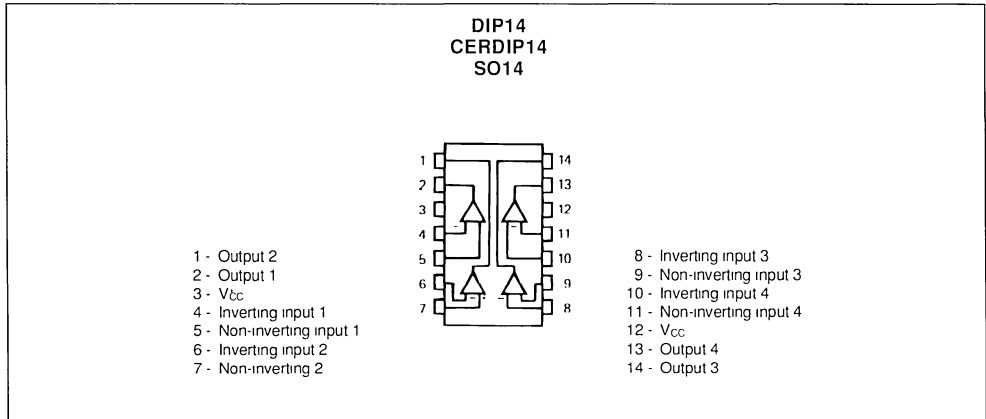 DIP14
CERDIP14
SO14
1
2
3
4
5
6
7
14
13
12
11
10
9
8
1 - Output 2
2 - Output 1
3 - V⁺CC
4 - Inverting input 1
5 - Non-inverting input 1
6 - Inverting input 2
7 - Non-inverting 2
8 - Inverting input 3
9 - Non-inverting input 3
10 - Inverting input 4
11 - Non-inverting input 4
12 - VCC
13 - Output 4
14 - Output 3